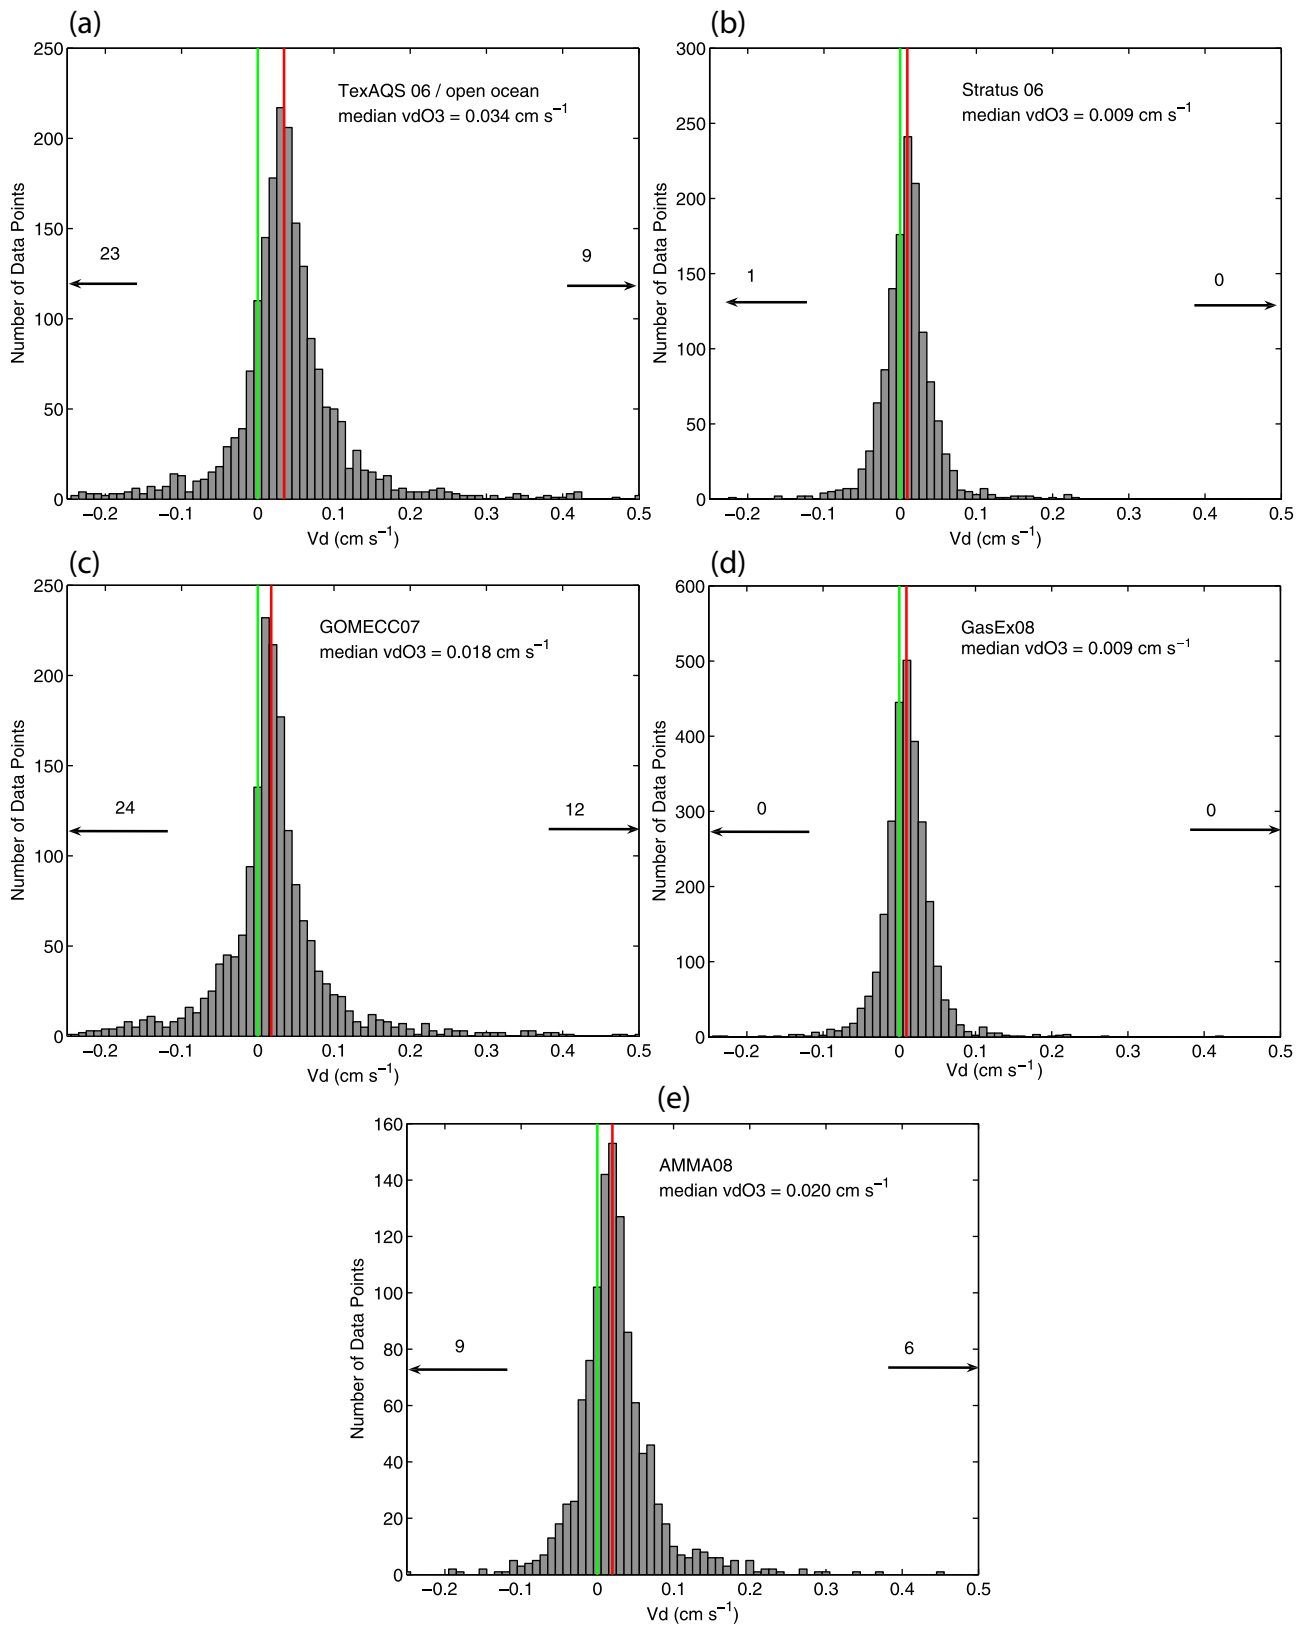 (a)
250
200
150
100
50
0
Number of Data Points
TexAQS 06 / open ocean
median vdO3 = 0.034 cm s⁻¹
23
9
−0.2 −0.1 0 0.1 0.2 0.3 0.4 0.5
Vd (cm s⁻¹)
(b)
300
250
200
150
100
50
0
Number of Data Points
Stratus 06
median vdO3 = 0.009 cm s⁻¹
1
0
−0.2 −0.1 0 0.1 0.2 0.3 0.4 0.5
Vd (cm s⁻¹)
(c)
250
200
150
100
50
0
Number of Data Points
GOMECC07
median vdO3 = 0.018 cm s⁻¹
24
12
−0.2 −0.1 0 0.1 0.2 0.3 0.4 0.5
Vd (cm s⁻¹)
(d)
600
500
400
300
200
100
0
Number of Data Points
GasEx08
median vdO3 = 0.009 cm s⁻¹
0
0
−0.2 −0.1 0 0.1 0.2 0.3 0.4 0.5
Vd (cm s⁻¹)
(e)
160
140
120
100
80
60
40
20
0
Number of Data Points
AMMA08
median vdO3 = 0.020 cm s⁻¹
9
6
−0.2 −0.1 0 0.1 0.2 0.3 0.4 0.5
Vd (cm s⁻¹)